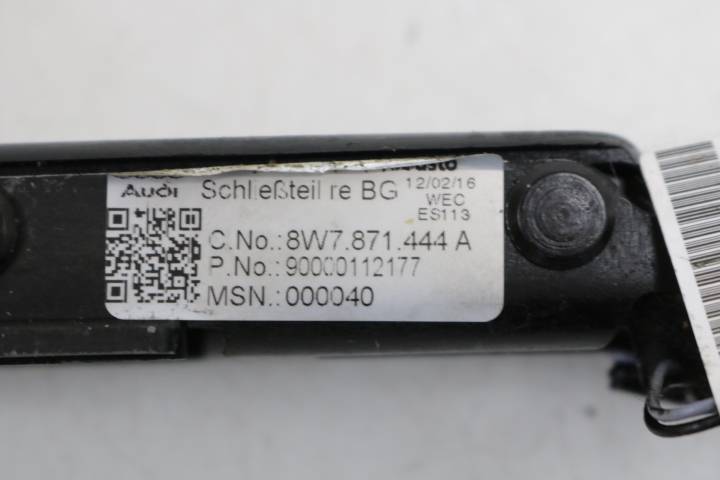 Audi Schließteil re BG 12/02/16
WEC
ES113
C.No.: 8W7.871.444 A
P.No.: 90000112177
MSN.: 000040